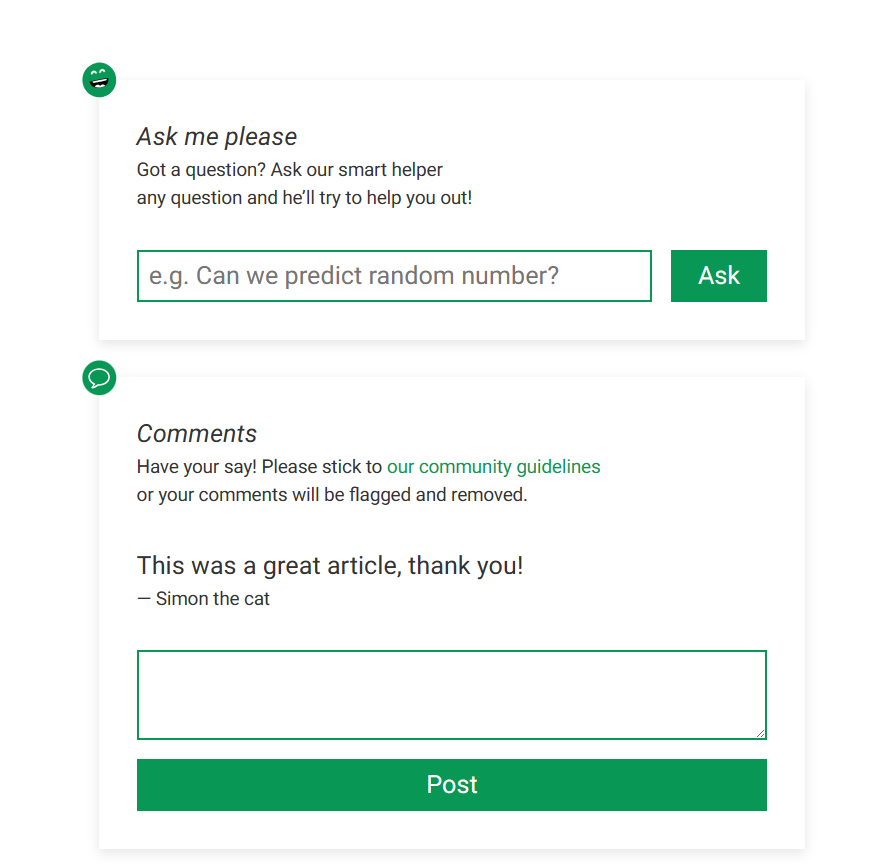 Ask me please
Got a question? Ask our smart helper
any question and he’ll try to help you out!
e.g. Can we predict random number?
Ask
Comments
Have your say! Please stick to our community guidelines
or your comments will be flagged and removed.
This was a great article, thank you!
— Simon the cat
Post